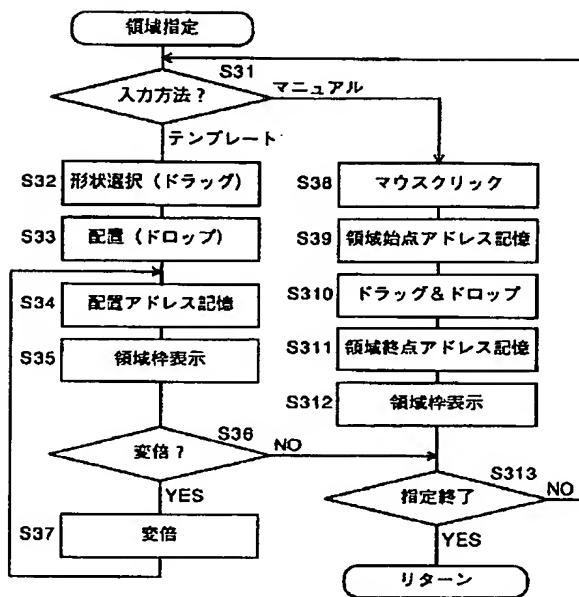 領域指定
S31
入力方法？
マニュアル
テンプレート
S32
形状選択（ドラッグ）
S33
配置（ドロップ）
S34
配置アドレス記憶
S35
領域枠表示
S36
変倍？
NO
YES
S37
変倍
S38
マウスクリック
S39
領域始点アドレス記憶
S310
ドラッグ＆ドロップ
S311
領域終点アドレス記憶
S312
領域枠表示
S313
指定終了
NO
YES
リターン